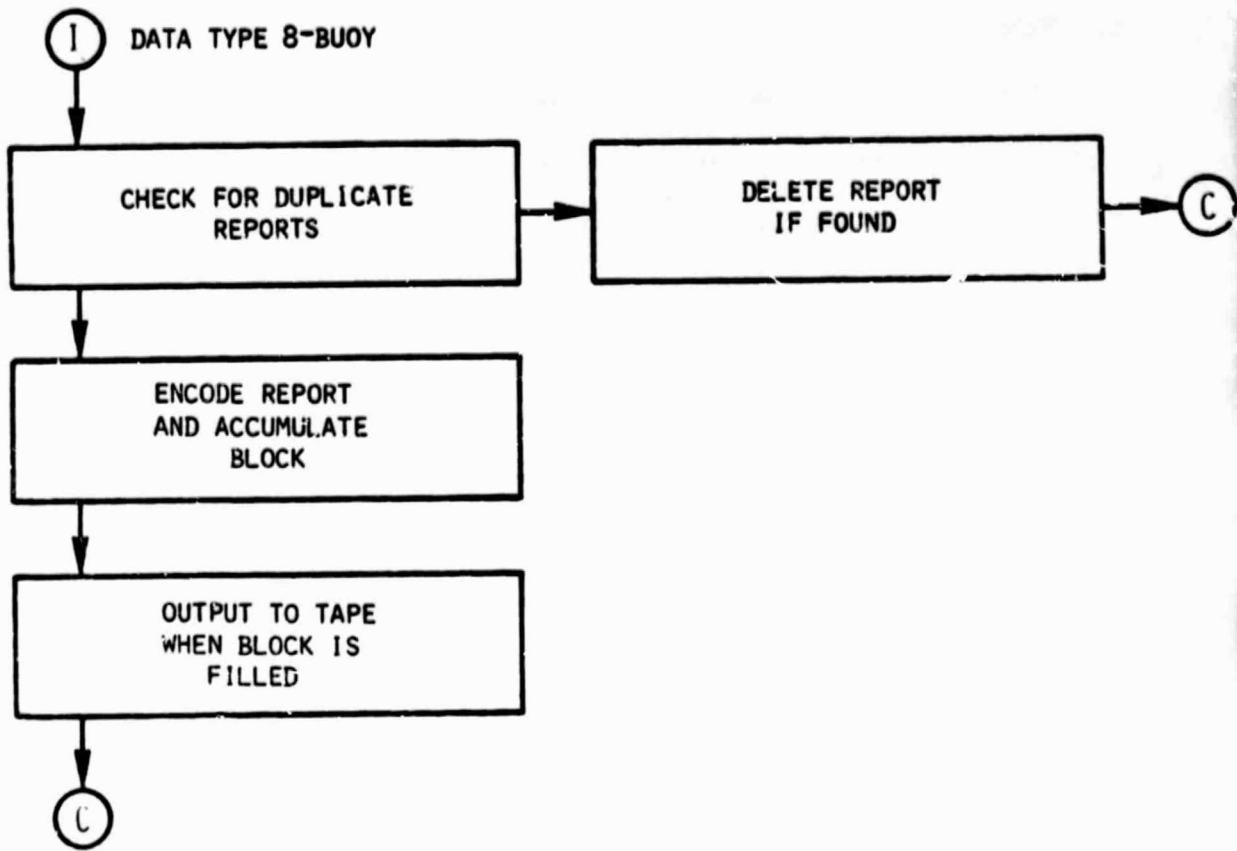 I DATA TYPE 8-BUOY
CHECK FOR DUPLICATE
REPORTS
DELETE REPORT
IF FOUND
C
ENCODE REPORT
AND ACCUMULATE
BLOCK
OUTPUT TO TAPE
WHEN BLOCK IS
FILLED
C